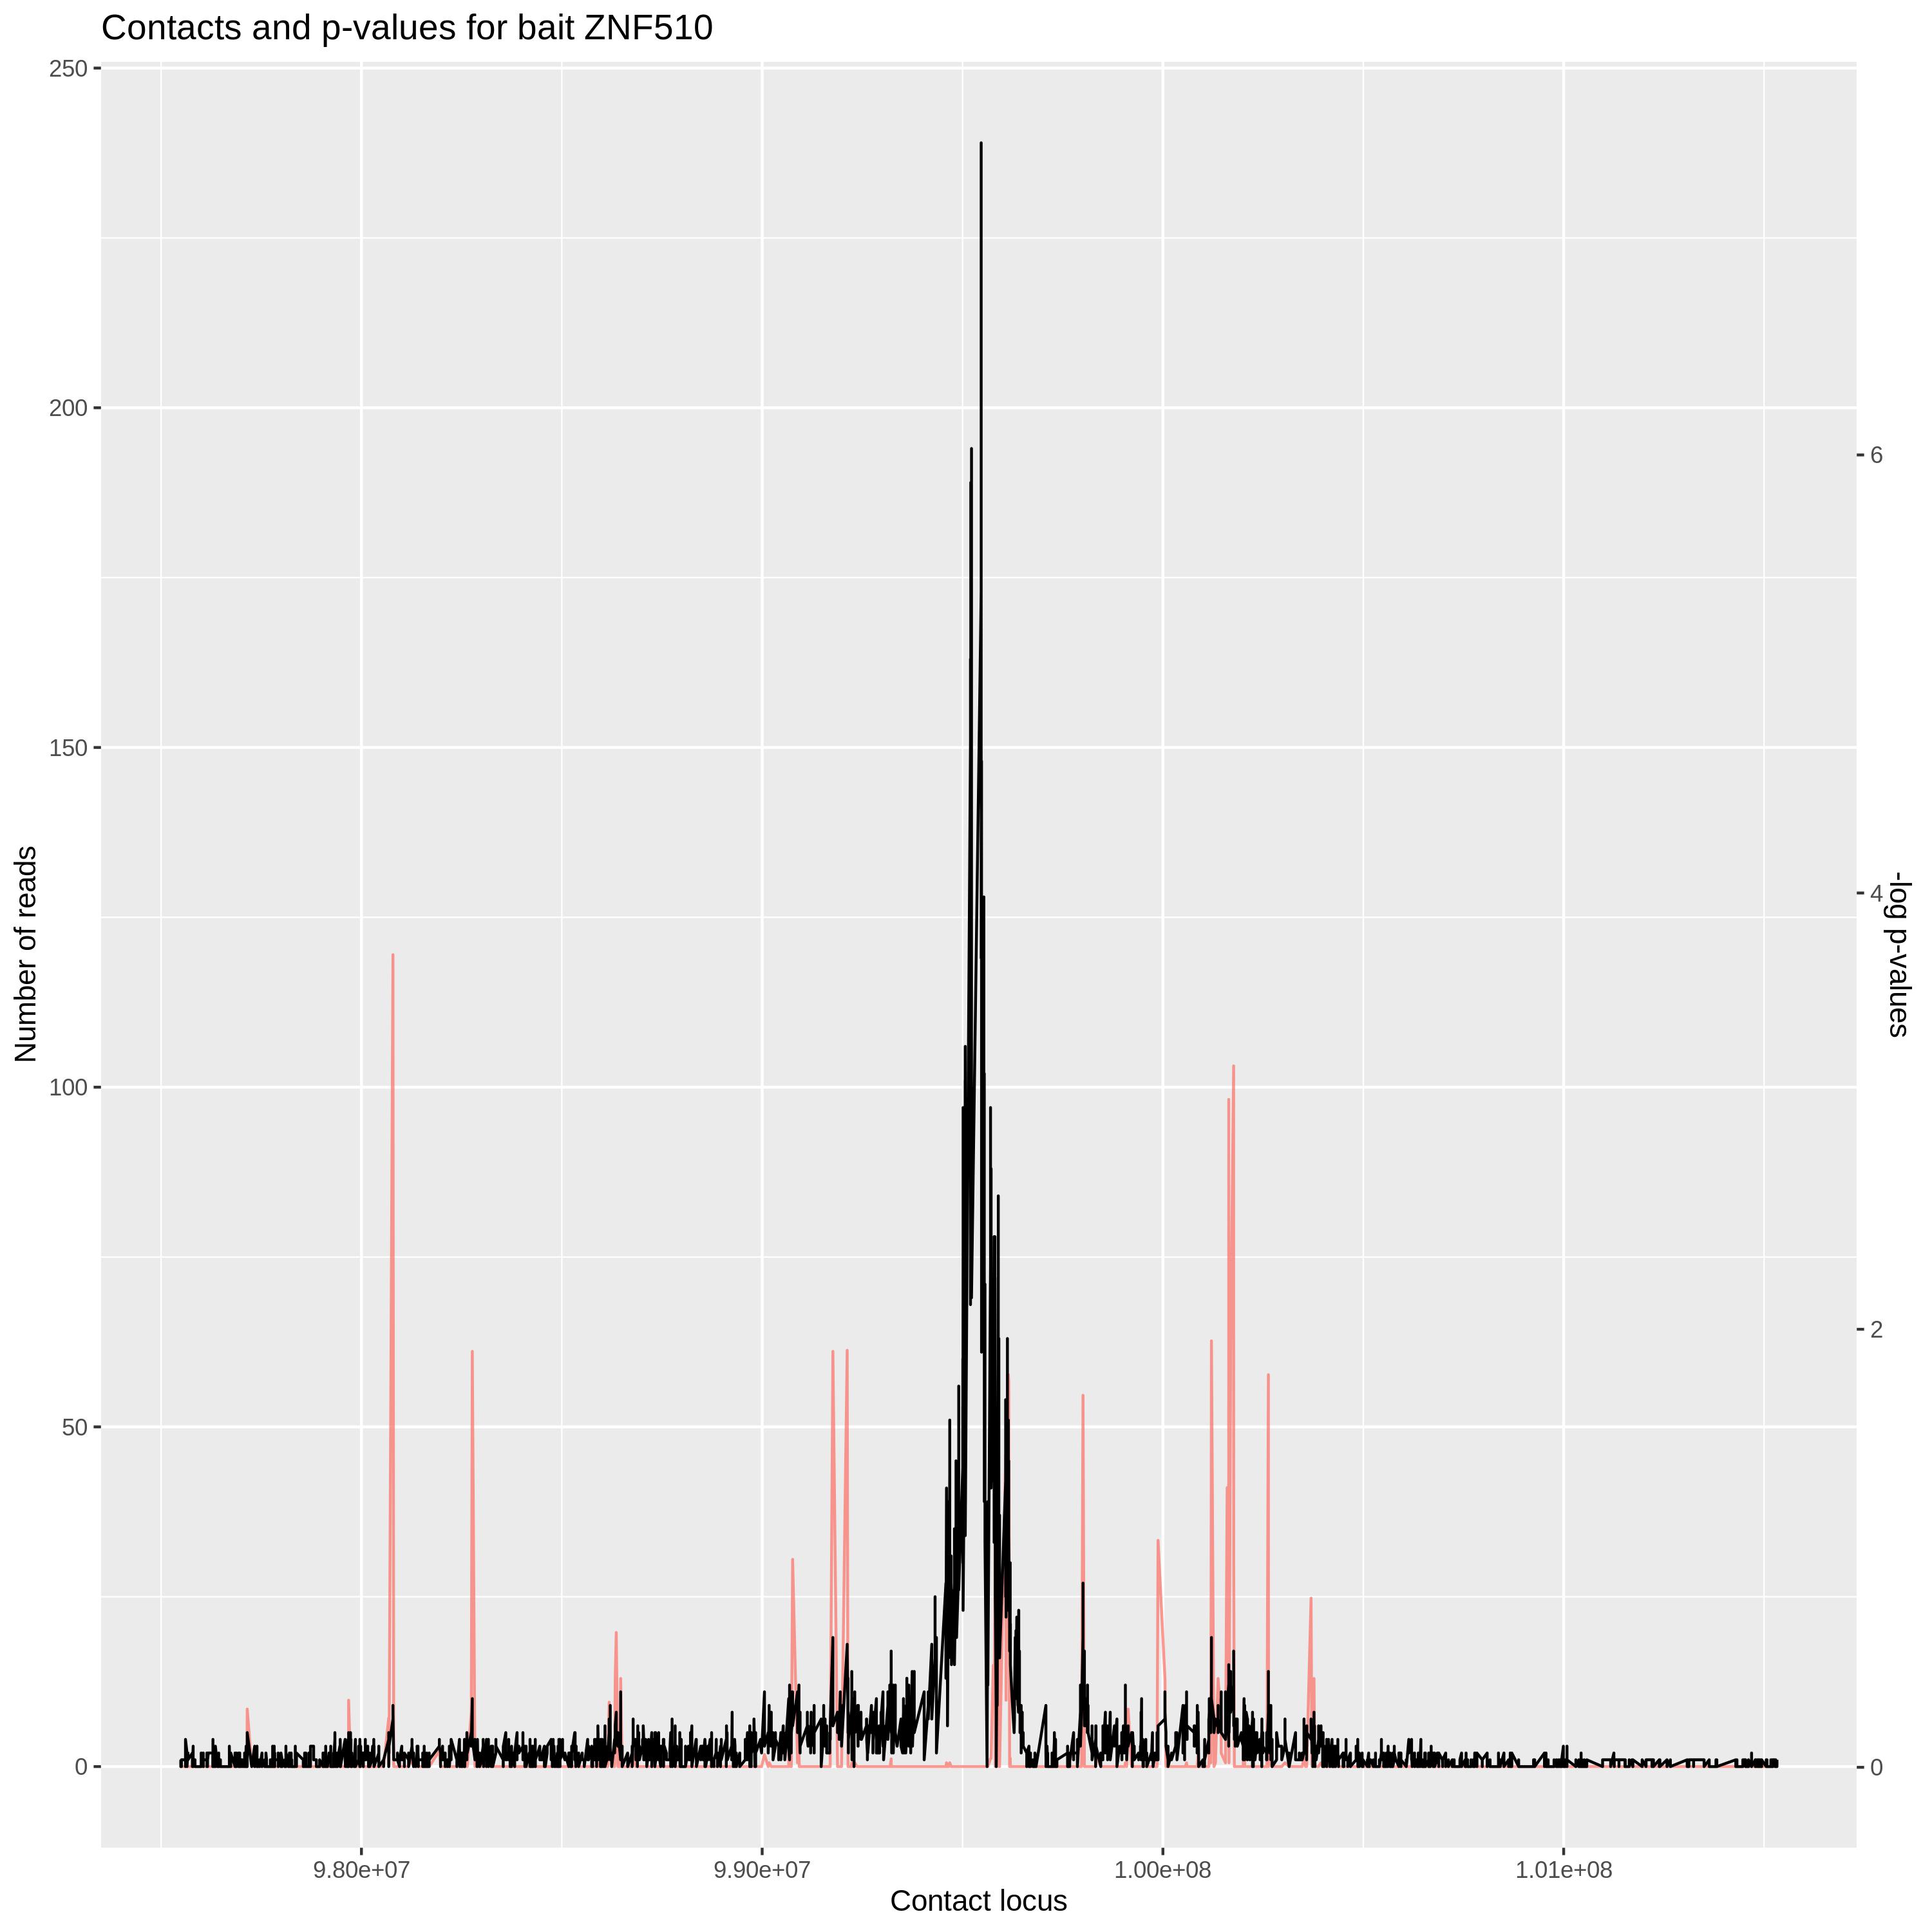 Contacts and p-values for bait ZNF510
250
200
150
100
50
0
Number of reads
6
4
2
0
-log p-values
9.80e+07 9.90e+07 1.00e+08 1.01e+08
Contact locus